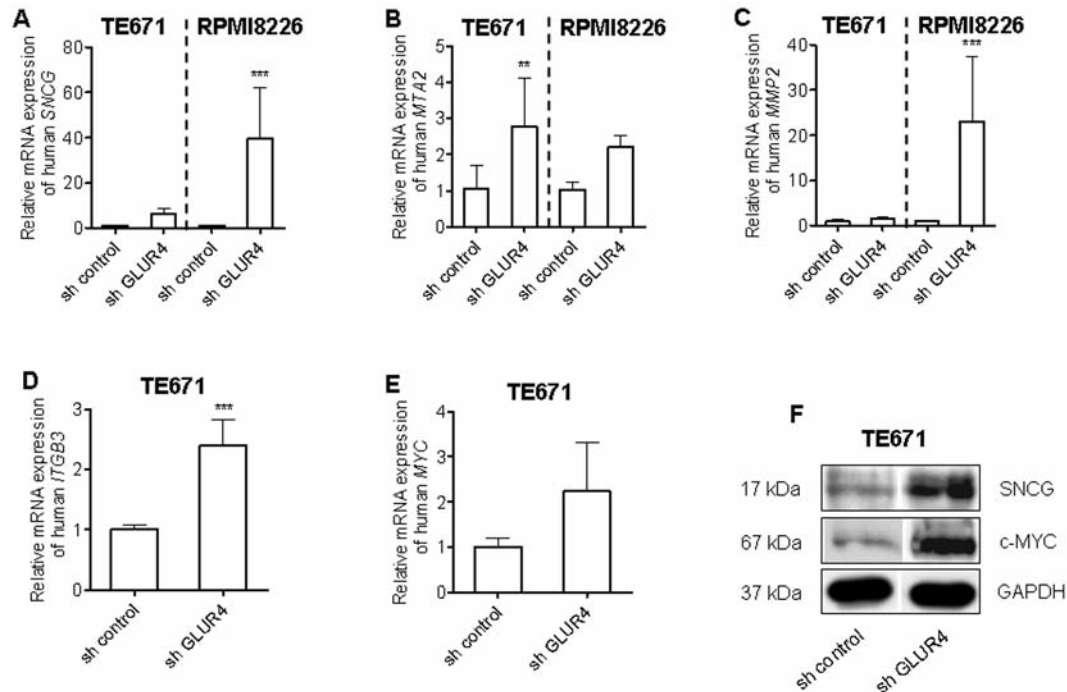 A
TE671 RPMI8226
Relative mRNA expression
of human SNCG
80
60
40
20
0
***
sh control
sh GLUR4
sh control
sh GLUR4
B
TE671 RPMI8226
Relative mRNA expression
of human MTA2
5
4
3
2
1
0
**
sh control
sh GLUR4
sh control
sh GLUR4
C
TE671 RPMI8226
Relative mRNA expression
of human MMP2
40
30
20
10
0
***
sh control
sh GLUR4
sh control
sh GLUR4
D
TE671
Relative mRNA expression
of human ITGB3
3
2
1
0
***
sh control
sh GLUR4
E
TE671
Relative mRNA expression
of human MYC
4
3
2
1
0
sh control
sh GLUR4
F
TE671
17 kDa SNCG
67 kDa c-MYC
37 kDa GAPDH
sh control
sh GLUR4